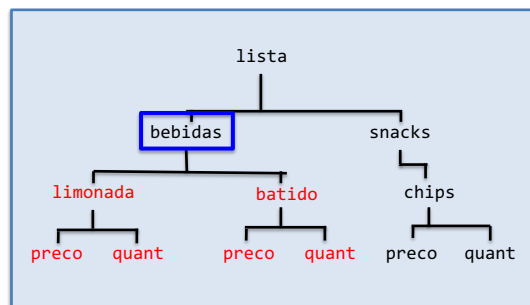 lista
bebidas snacks
limonada batido chips
preco quant preco quant preco quant